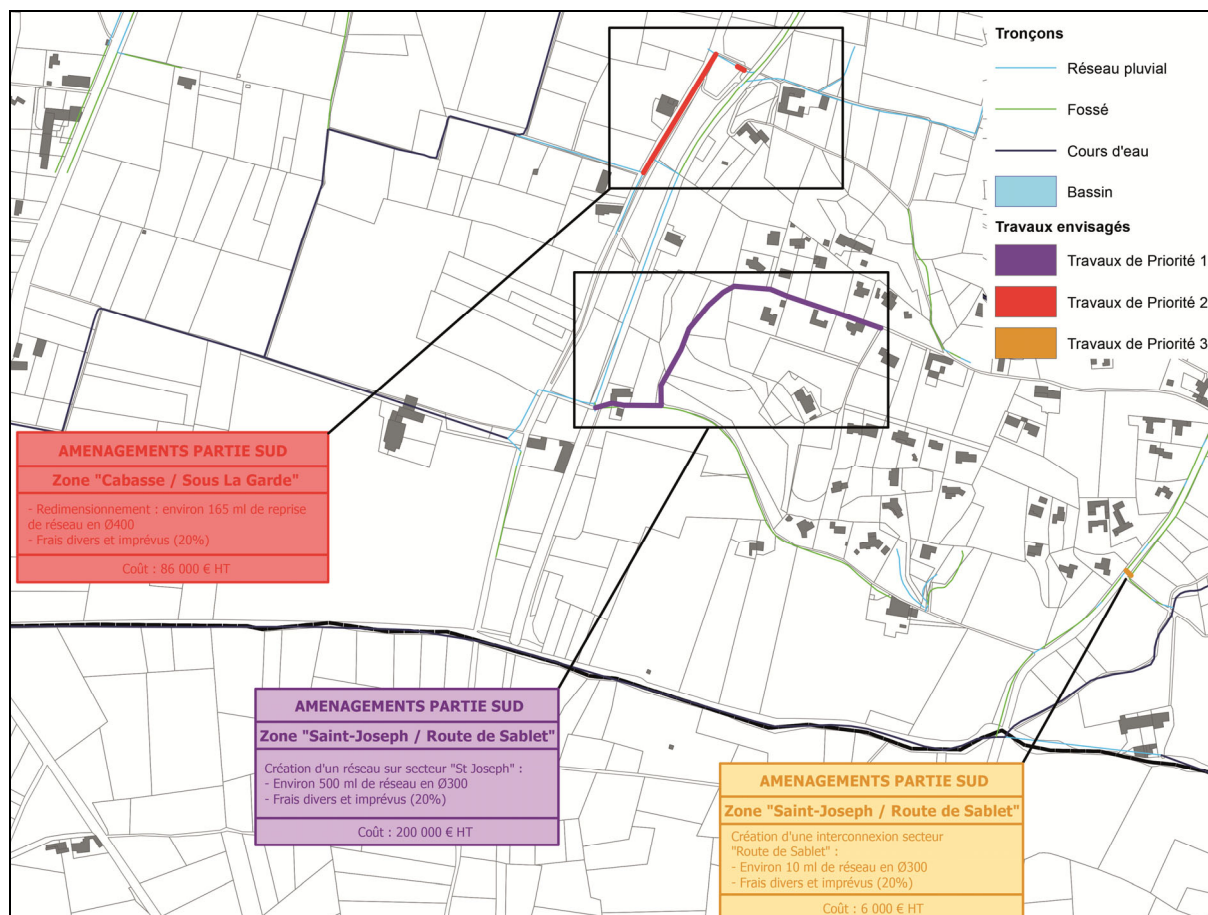 Tronçons
Réseau pluvial
Fossé
Cours d'eau
Bassin
Travaux envisagés
Travaux de Priorité 1
Travaux de Priorité 2
Travaux de Priorité 3
AMENAGEMENTS PARTIE SUD
Zone "Cabasse / Sous La Garde"
- Redimensionnement : environ 165 ml de reprise
de réseau en Ø400
- Frais divers et imprévus (20%)
Coût : 86 000 € HT
AMENAGEMENTS PARTIE SUD
Zone "Saint-Joseph / Route de Sablet"
Création d'un réseau sur secteur "St Joseph" :
- Environ 500 ml de réseau en Ø300
- Frais divers et imprévus (20%)
Coût : 200 000 € HT
AMENAGEMENTS PARTIE SUD
Zone "Saint-Joseph / Route de Sablet"
Création d'une interconnexion secteur
"Route de Sablet" :
- Environ 10 ml de réseau en Ø300
- Frais divers et imprévus (20%)
Coût : 6 000 € HT